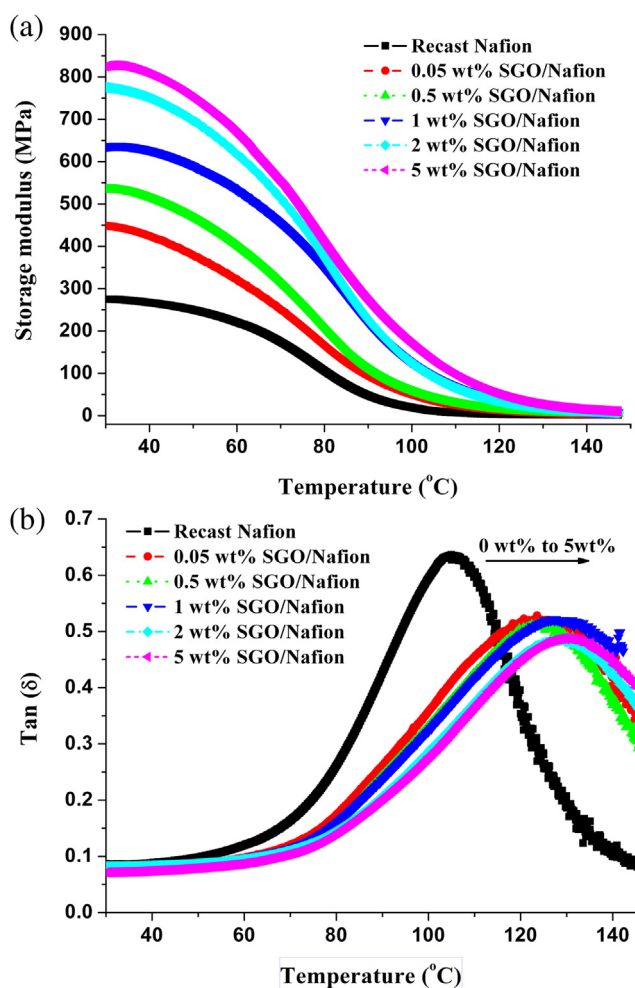 (a)
900
800
700
600
500
400
300
200
100
0
Storage modulus (MPa)
Recast Nafion
0.05 wt% SGO/Nafion
0.5 wt% SGO/Nafion
1 wt% SGO/Nafion
2 wt% SGO/Nafion
5 wt% SGO/Nafion
40 60 80 100 120 140
Temperature (°C)
(b)
0.7
0.6
0.5
0.4
0.3
0.2
0.1
0.0
Tan (δ)
Recast Nafion
0.05 wt% SGO/Nafion
0.5 wt% SGO/Nafion
1 wt% SGO/Nafion
2 wt% SGO/Nafion
5 wt% SGO/Nafion
0 wt% to 5wt%
40 60 80 100 120 140
Temperature (°C)